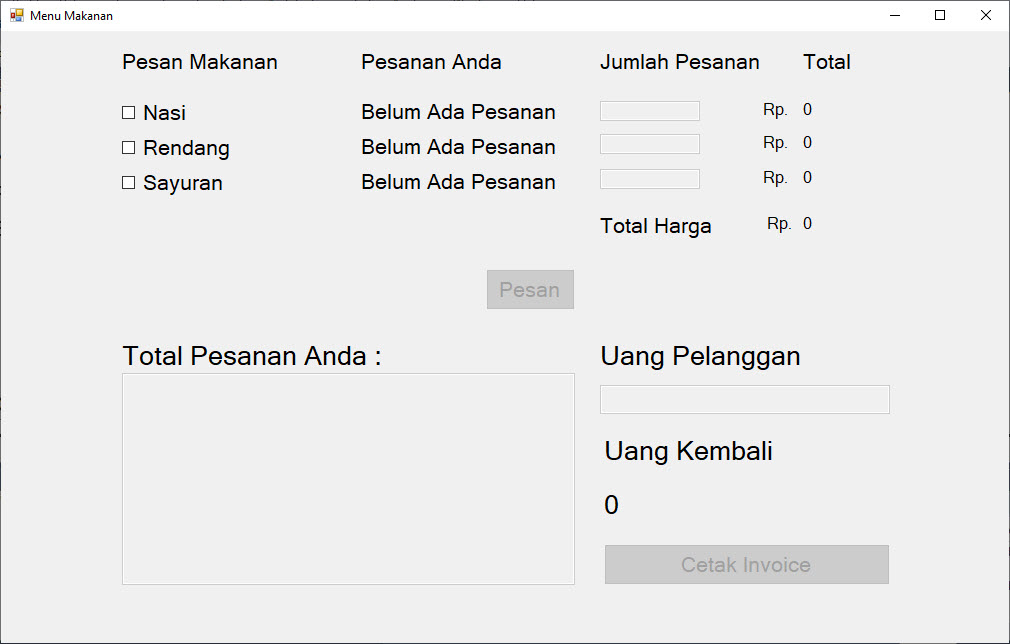 Menu Makanan
Pesan Makanan Pesanan Anda Jumlah Pesanan Total
Nasi Belum Ada Pesanan Rp. 0
Rendang Belum Ada Pesanan Rp. 0
Sayuran Belum Ada Pesanan Rp. 0
Total Harga Rp. 0
Pesan
Total Pesanan Anda :
Uang Pelanggan
Uang Kembali
0
Cetak Invoice